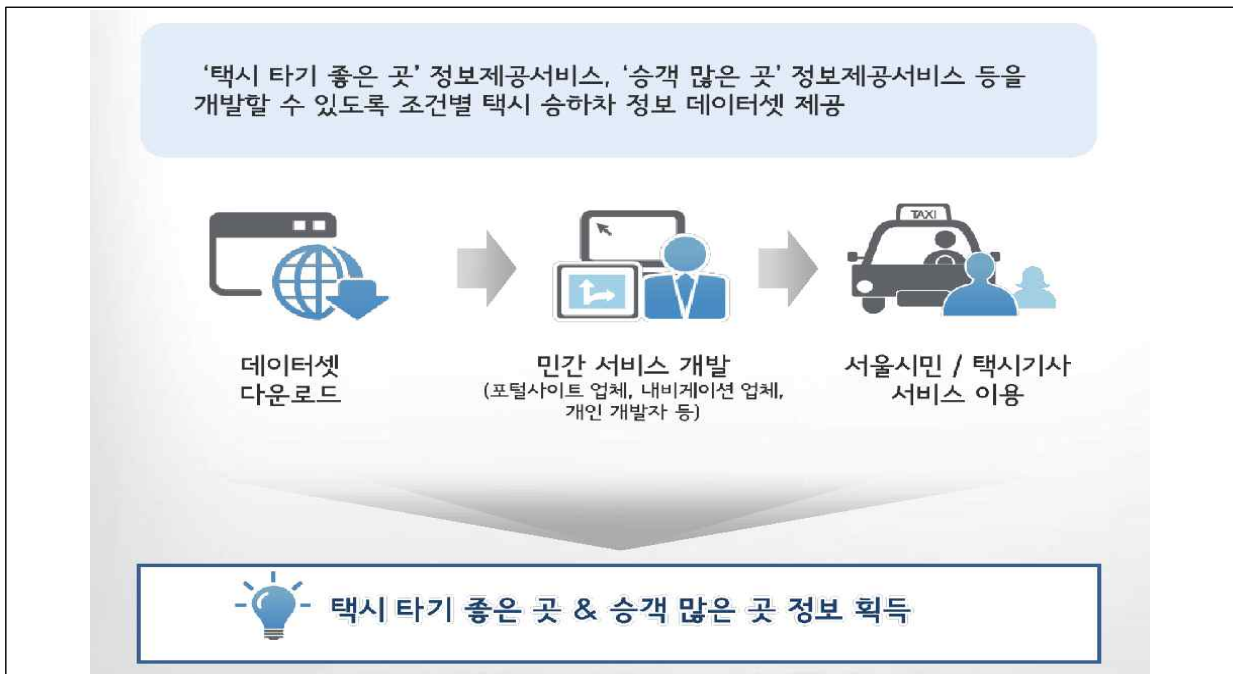 ‘택시 타기 좋은 곳’ 정보제공서비스, ‘승객 많은 곳’ 정보제공서비스 등을
개발할 수 있도록 조건별 택시 승하차 정보 데이터셋 제공
TAXI
데이터셋
다운로드
민간 서비스 개발
(포털사이트 업체, 내비게이션 업체,
개인 개발자 등)
서울시민 / 택시기사
서비스 이용
택시 타기 좋은 곳 & 승객 많은 곳 정보 획득